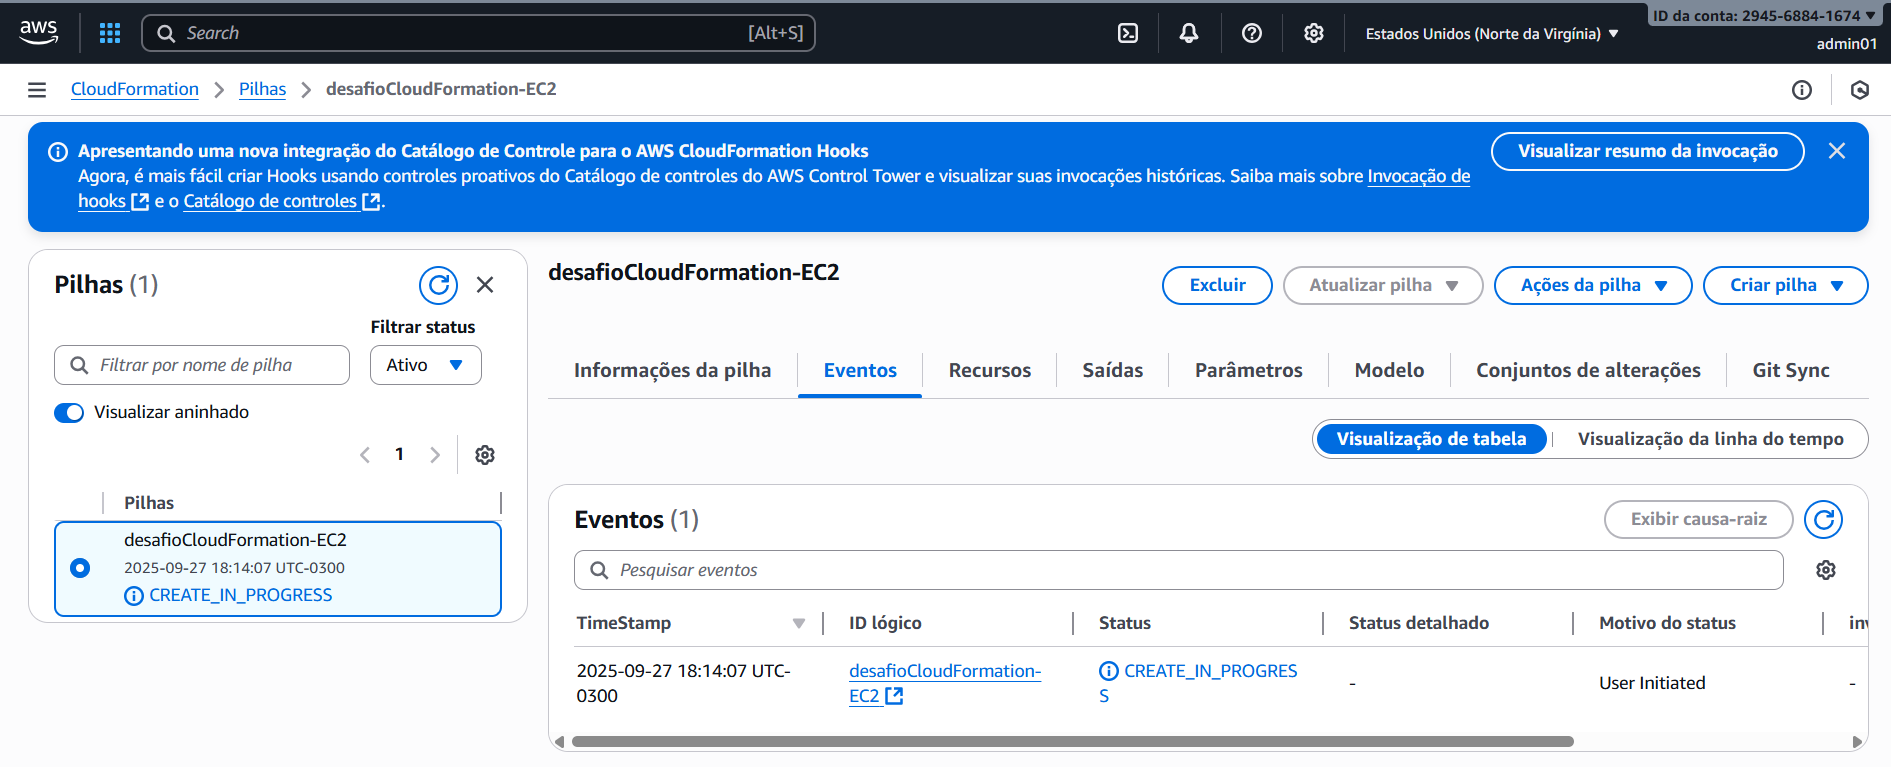 aws
Search
[Alt+S]
Estados Unidos (Norte da Virgínia)
ID da conta: 2945-6884-1674
admin01
CloudFormation
Pilhas
desafioCloudFormation-EC2
Apresentando uma nova integração do Catálogo de Controle para o AWS CloudFormation Hooks
Agora, é mais fácil criar Hooks usando controles proativos do Catálogo de controles do AWS Control Tower e visualizar suas invocações históricas. Saiba mais sobre Invocação de
hooks e o Catálogo de controles.
Visualizar resumo da invocação
Pilhas (1)
Filtrar status
Filtrar por nome de pilha
Ativo
Visualizar aninhado
1
Pilhas
desafioCloudFormation-EC2
2025-09-27 18:14:07 UTC-0300
CREATE_IN_PROGRESS
desafioCloudFormation-EC2
Excluir
Atualizar pilha
Ações da pilha
Criar pilha
Informações da pilha
Eventos
Recursos
Saídas
Parâmetros
Modelo
Conjuntos de alterações
Git Sync
Visualização de tabela
Visualização da linha do tempo
Eventos (1)
Exibir causa-raiz
Pesquisar eventos
TimeStamp
ID lógico
Status
Status detalhado
Motivo do status
2025-09-27 18:14:07 UTC-
0300
desafioCloudFormation-
EC2
CREATE_IN_PROGRES
S
-
User Initiated
-